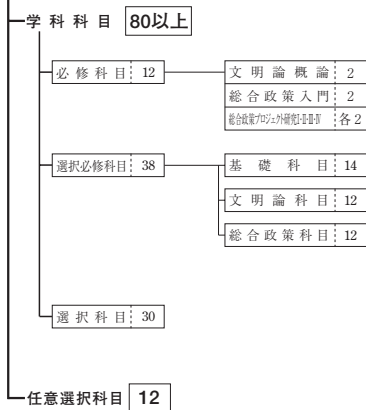 学科科目 80以上
必修科目 12
文明論概論 2
総合政策入門 2
総合政策プロジェクト研究Ⅰ・Ⅱ・Ⅲ・Ⅳ 各2
選択必修科目 38
基礎科目 14
文明論科目 12
総合政策科目 12
選択科目 30
任意選択科目 12